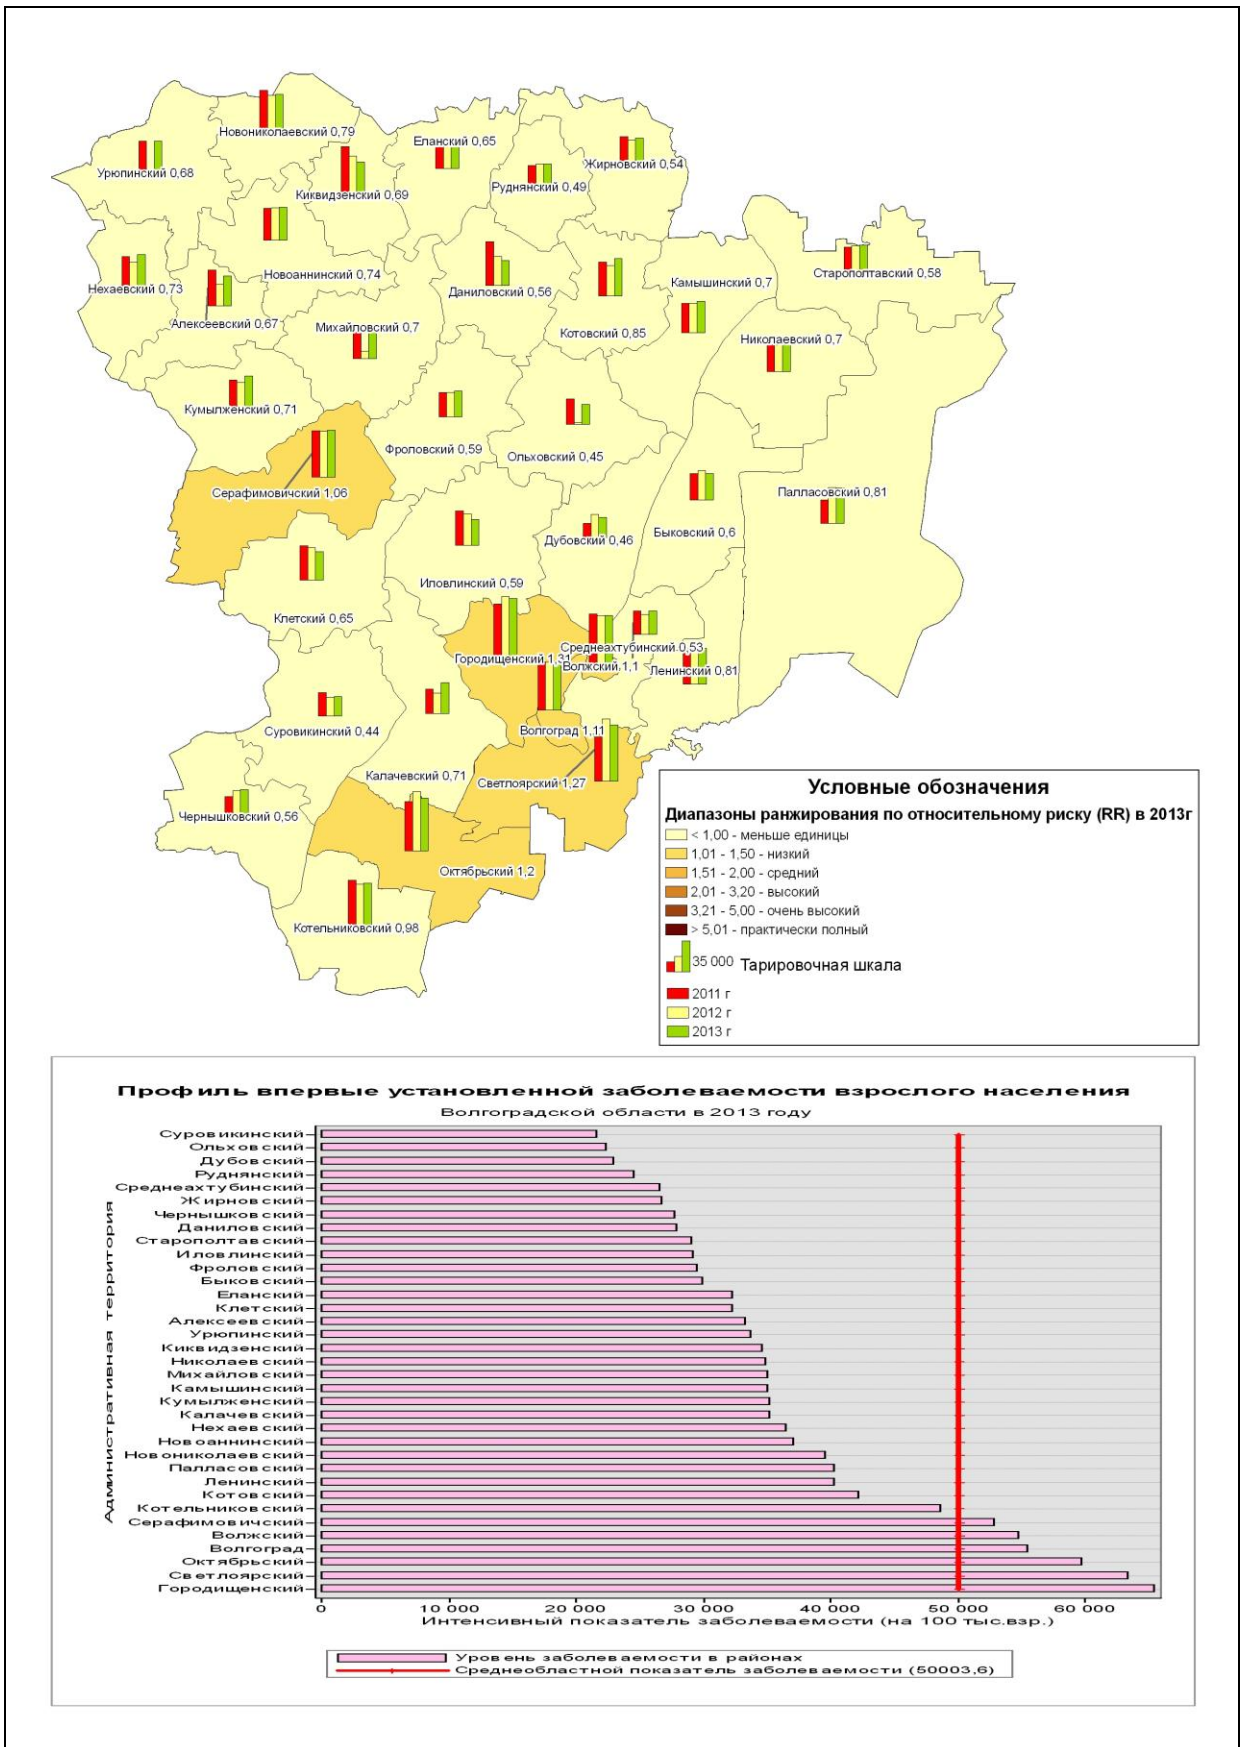 Новониколаевский 0,79
Еланский 0,65
Жирновский 0,54
Урюпинский 0,68
Киквидзенский 0,69
Руднянский 0,49
Новоаннинский 0,74
Старополтавский 0,58
Нехаевский 0,73
Даниловский 0,56
Камышинский 0,7
Алексеевский 0,67
Михайловский 0,7
Котовский 0,85
Николаевский 0,7
Кумылженский 0,71
Фроловский 0,59
Ольховский 0,45
Серафимовичский 1,06
Палласовский 0,81
Быковский 0,6
Дубовский 0,46
Иловлинский 0,59
Клетский 0,65
Среднеахтубинский 0,53
Городищенский 1,31
Волжский 1,1
Ленинский 0,81
Суровикинский 0,44
Волгоград 1,11
Калачевский 0,71
Светлоярский 1,27
Чернышковский 0,56
Октябрьский 1,2
Котельниковский 0,98
Условные обозначения
Диапазоны ранжирования по относительному риску (RR) в 2013г
< 1,00 - меньше единицы
1,01 - 1,50 - низкий
1,51 - 2,00 - средний
2,01 - 3,20 - высокий
3,21 - 5,00 - очень высокий
> 5,01 - практически полный
35 000 Тарировочная шкала
2011 г
2012 г
2013 г
Профиль впервые установленной заболеваемости взрослого населения
Волгоградской области в 2013 году
Административная территория
Суровикинский
Ольховский
Дубовский
Руднянский
Среднеахтубинский
Жирновский
Чернышковский
Даниловский
Старополтавский
Иловлинский
Фроловский
Быковский
Еланский
Клетский
Алексеевский
Урюпинский
Киквидзенский
Николаевский
Михайловский
Камышинский
Кумылженский
Калачевский
Нехаевский
Новоаннинский
Новониколаевский
Палласовский
Ленинский
Котовский
Котельниковский
Серафимовичский
Волжский
Волгоград
Октябрьский
Светлоярский
Городищенский
0 10 000 20 000 30 000 40 000 50 000 60 000
Интенсивный показатель заболеваемости (на 100 тыс.взр.)
Уровень заболеваемости в районах
Среднеобластной показатель заболеваемости (50003,6)